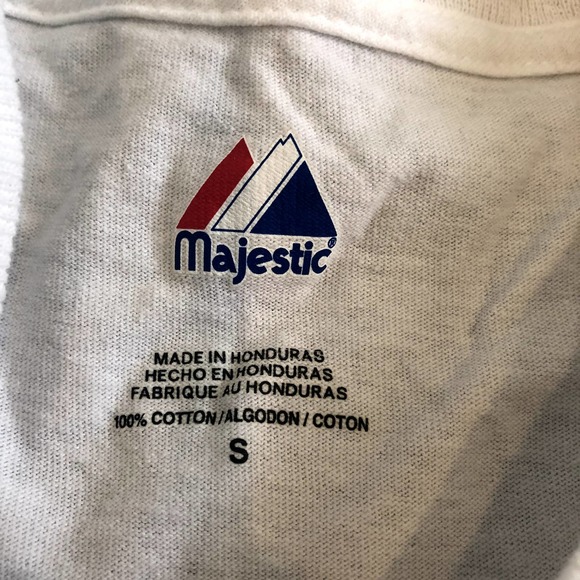 Majestic®
MADE IN HONDURAS
HECHO EN HONDURAS
FABRIQUE AU HONDURAS
100% COTTON / ALGODON / COTON
S